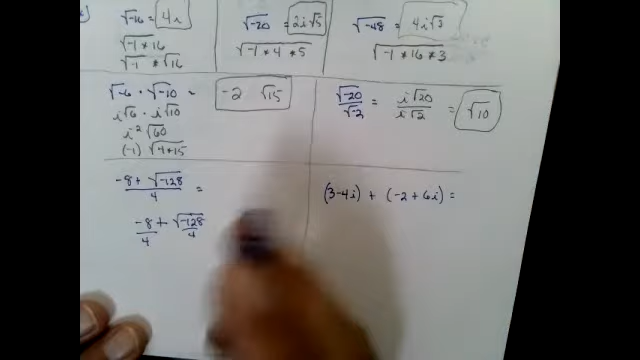 √-16 = 4i
√-1 * 16
√-1 * √16
√-20 = 2i√5
√-1 * 4 * 5
√-48 = 4i√3
√-1 * 16 * 3
√-6 · √-10 = -2 √15
i√6 · i√10
i-2 √60
(-1) √4*15
√-20/√-2 = i√20/i√2 = √10
-8 + √-128/4 =
-8/4 + √-128/4
(3-4i) + (-2+6i) =